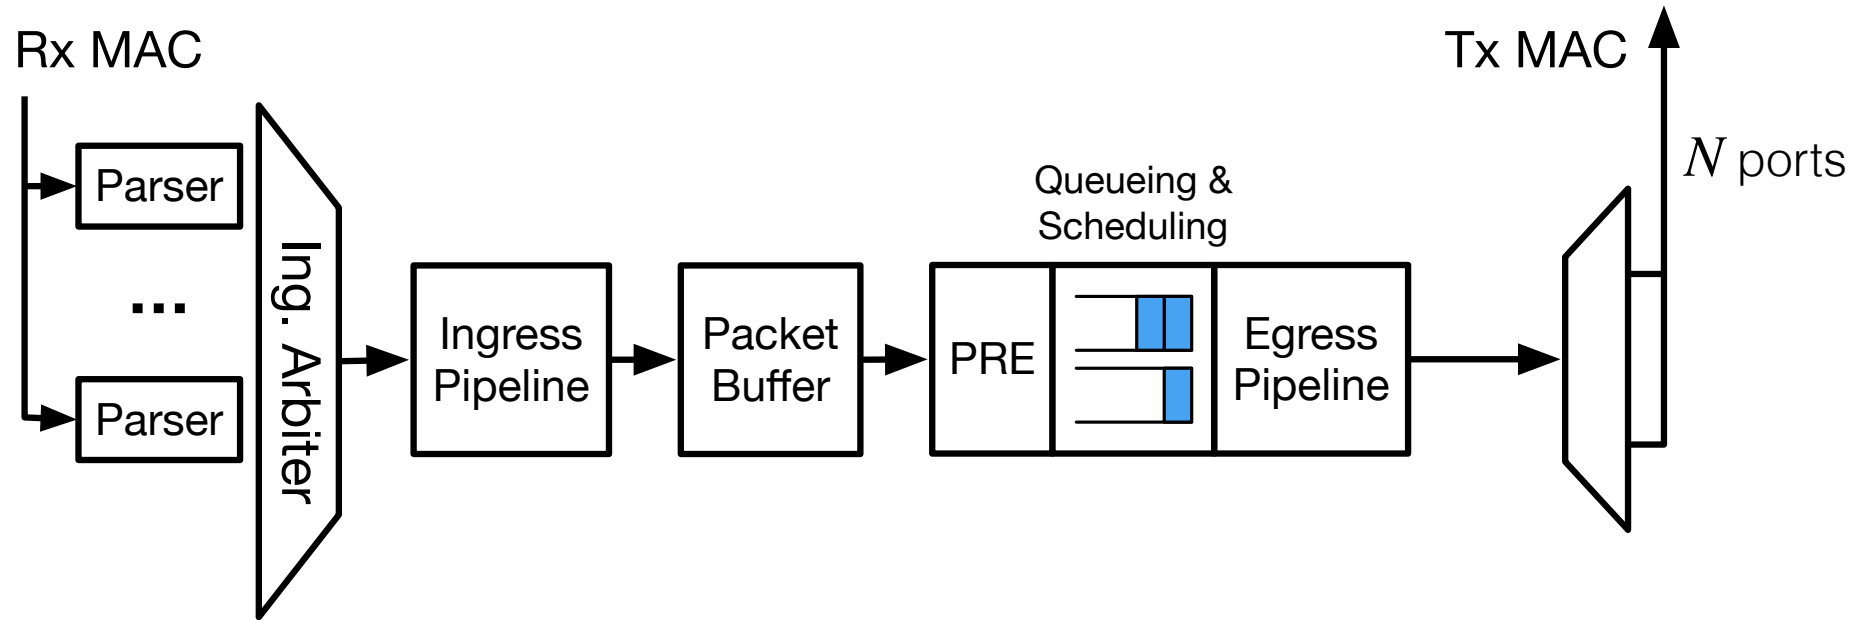 Rx MAC
Parser
...
Parser
Ing. Arbiter
Ingress
Pipeline
Packet
Buffer
Queueing &
Scheduling
PRE
Egress
Pipeline
Tx MAC
N ports